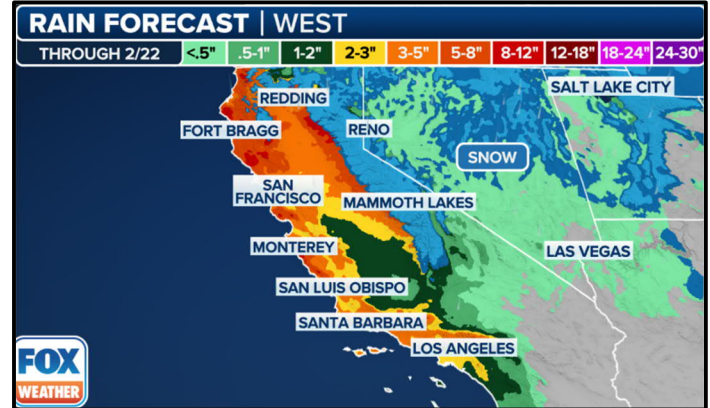 RAIN FORECAST | WEST
THROUGH 2/22 <.5" .5-1" 1-2" 2-3" 3-5" 5-8" 8-12" 12-18" 18-24" 24-30"
SALT LAKE CITY
REDDING
FORT BRAGG
RENO
SNOW
SAN
FRANCISCO
MAMMOTH LAKES
MONTEREY
LAS VEGAS
SAN LUIS OBISPO
SANTA BARBARA
LOS ANGELES
FOX
WEATHER